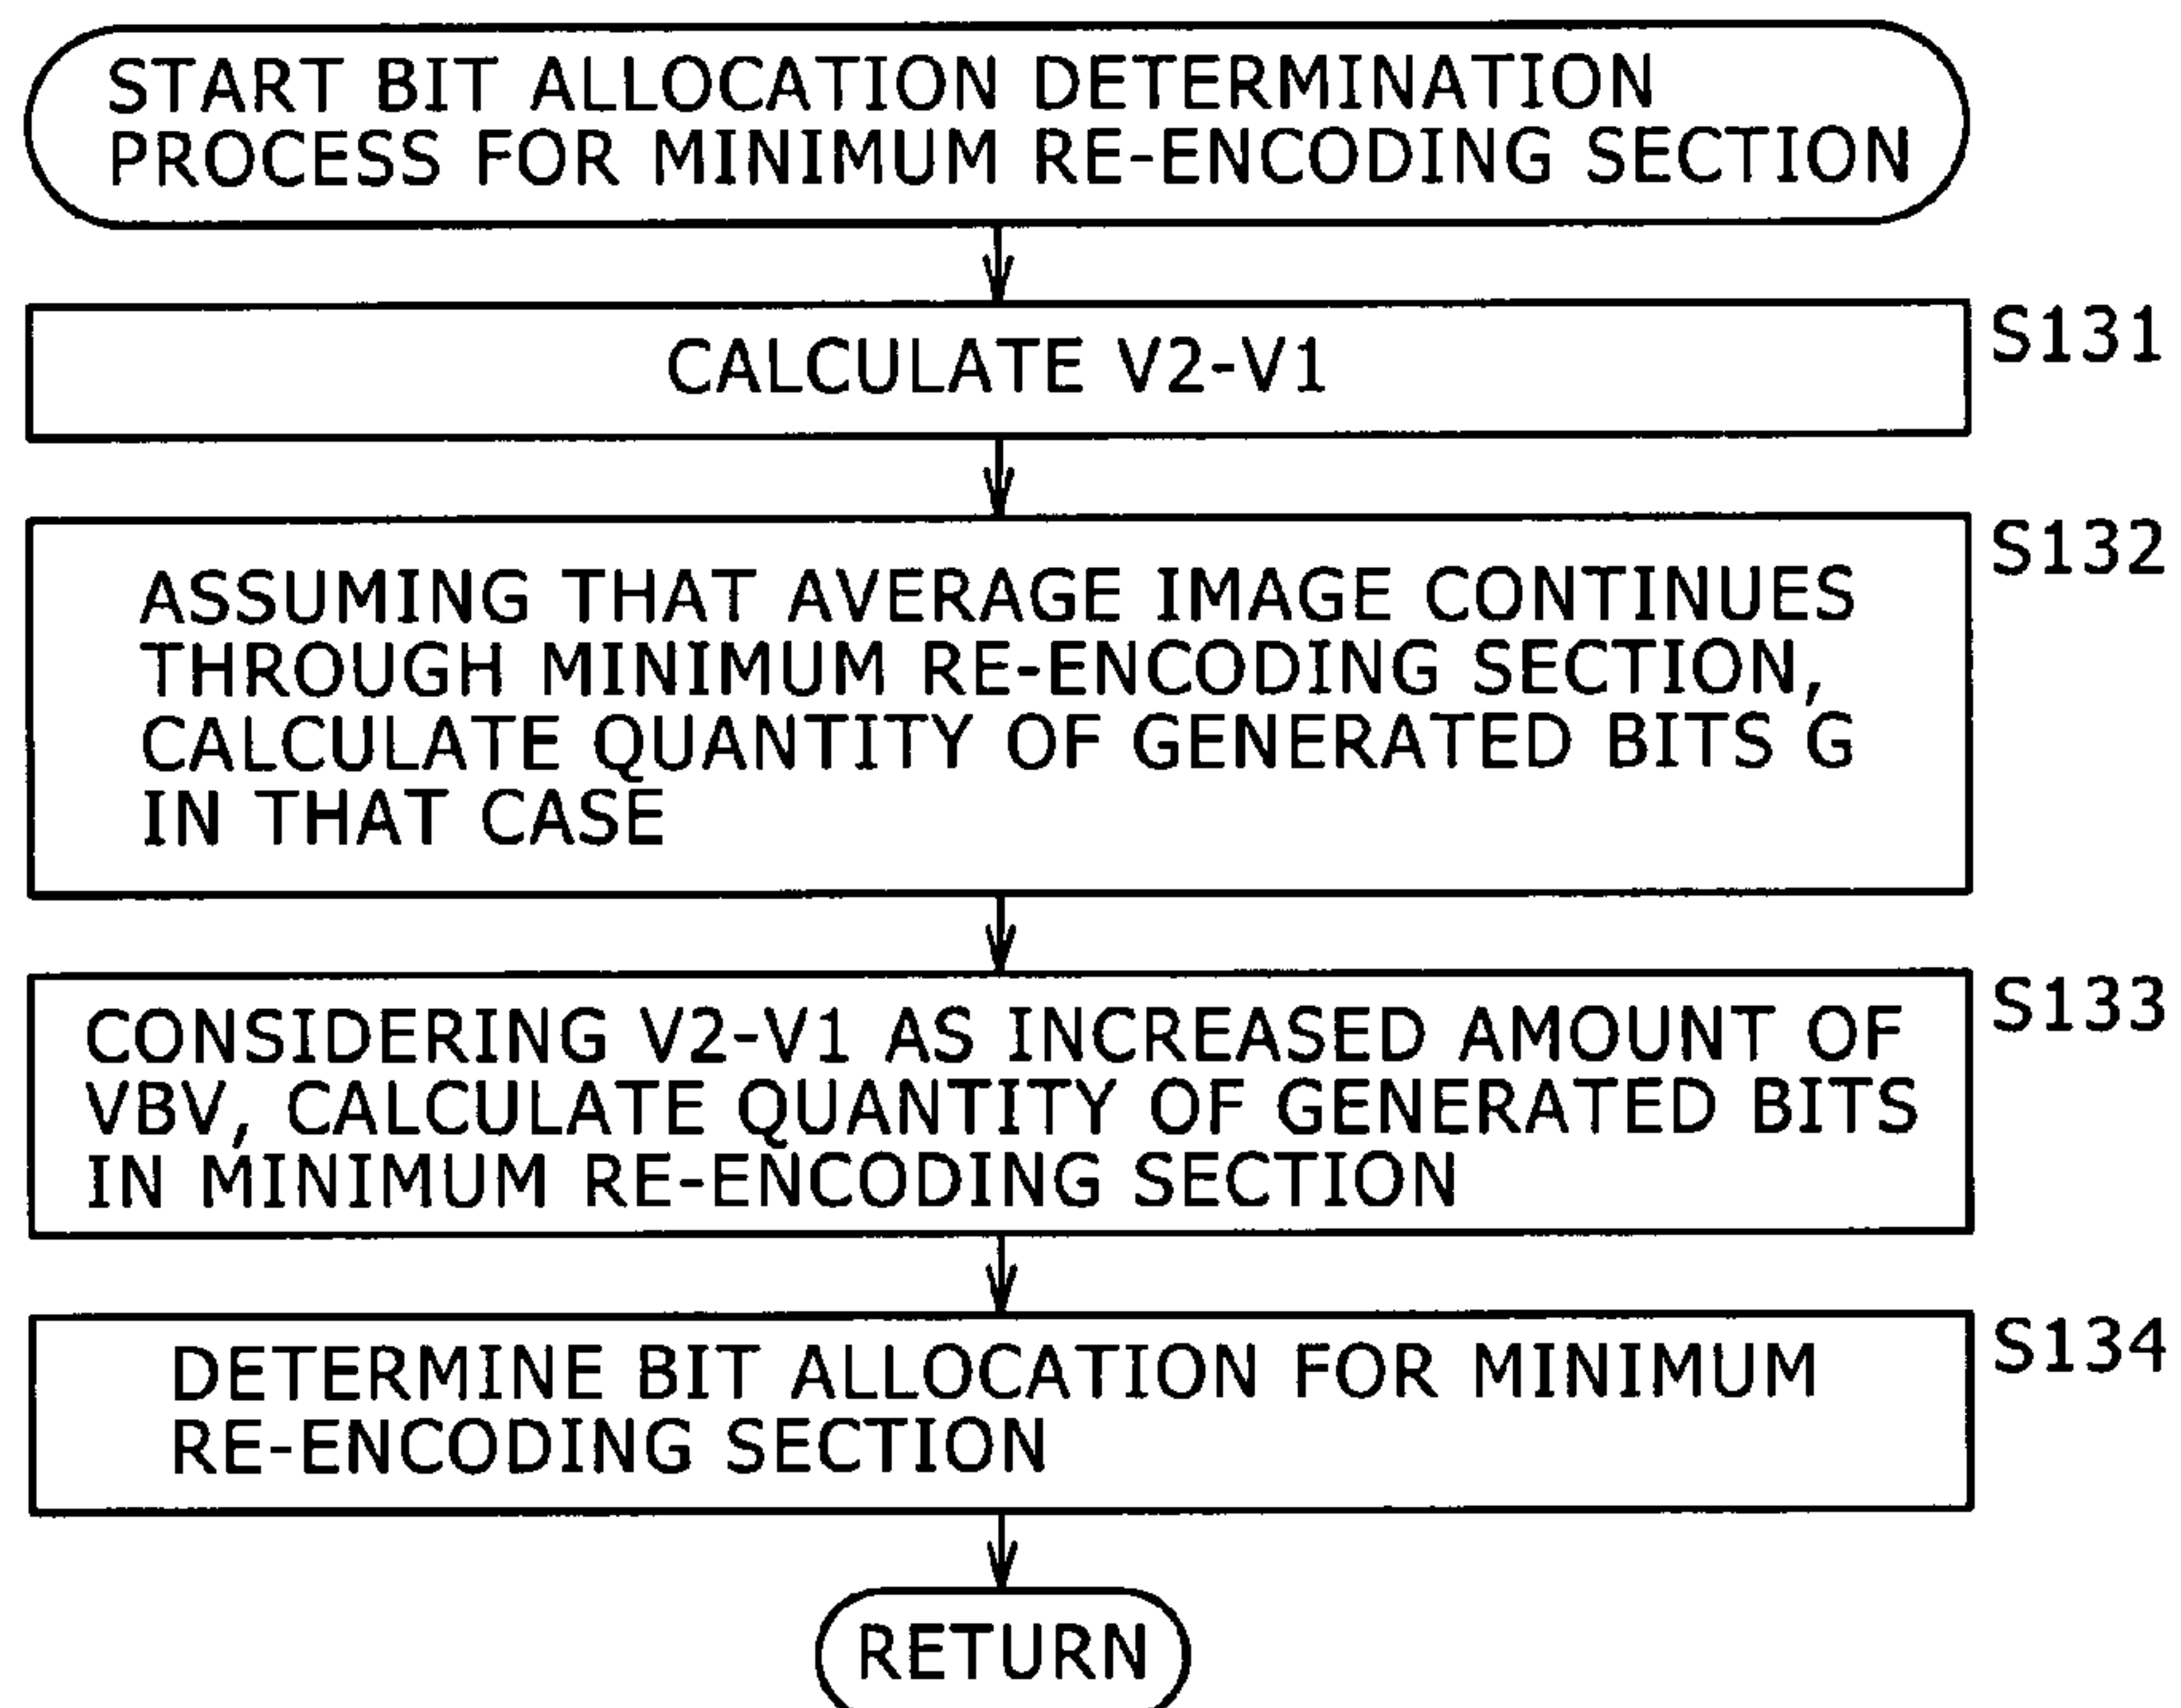 START BIT ALLOCATION DETERMINATION
PROCESS FOR MINIMUM RE-ENCODING SECTION
S131
CALCULATE V2-V1
S132
ASSUMING THAT AVERAGE IMAGE CONTINUES
THROUGH MINIMUM RE-ENCODING SECTION,
CALCULATE QUANTITY OF GENERATED BITS G
IN THAT CASE
S133
CONSIDERING V2-V1 AS INCREASED AMOUNT OF
VBV, CALCULATE QUANTITY OF GENERATED BITS
IN MINIMUM RE-ENCODING SECTION
S134
DETERMINE BIT ALLOCATION FOR MINIMUM
RE-ENCODING SECTION
RETURN